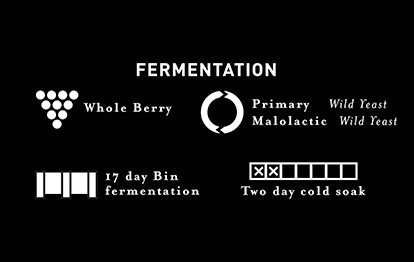 FERMENTATION
Whole Berry
Primary Wild Yeast
Malolactic Wild Yeast
17 day Bin
fermentation
Two day cold soak